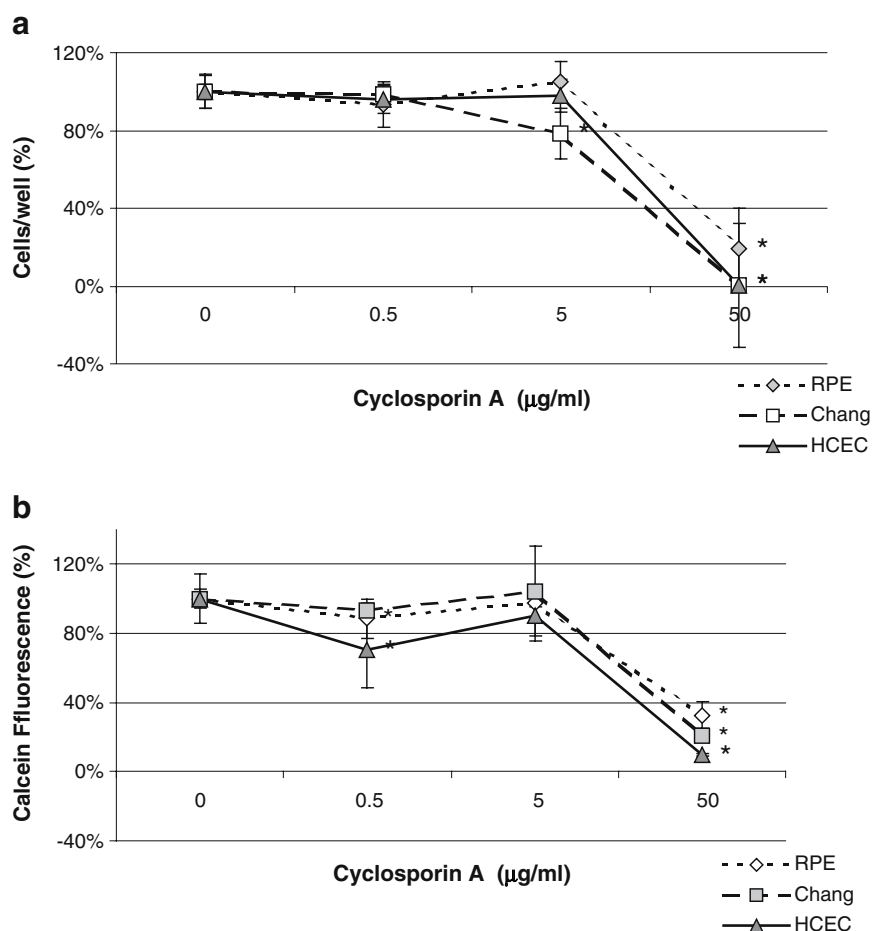 a
120%
80%
40%
0%
-40%
Cells/well (%)
0 0.5 5 50
*
*
*
Cyclosporin A (µg/ml)
RPE
Chang
HCEC
b
120%
80%
40%
0%
-40%
Calcein Ffluorescence (%)
0 0.5 5 50
*
*
*
*
*
Cyclosporin A (µg/ml)
RPE
Chang
HCEC